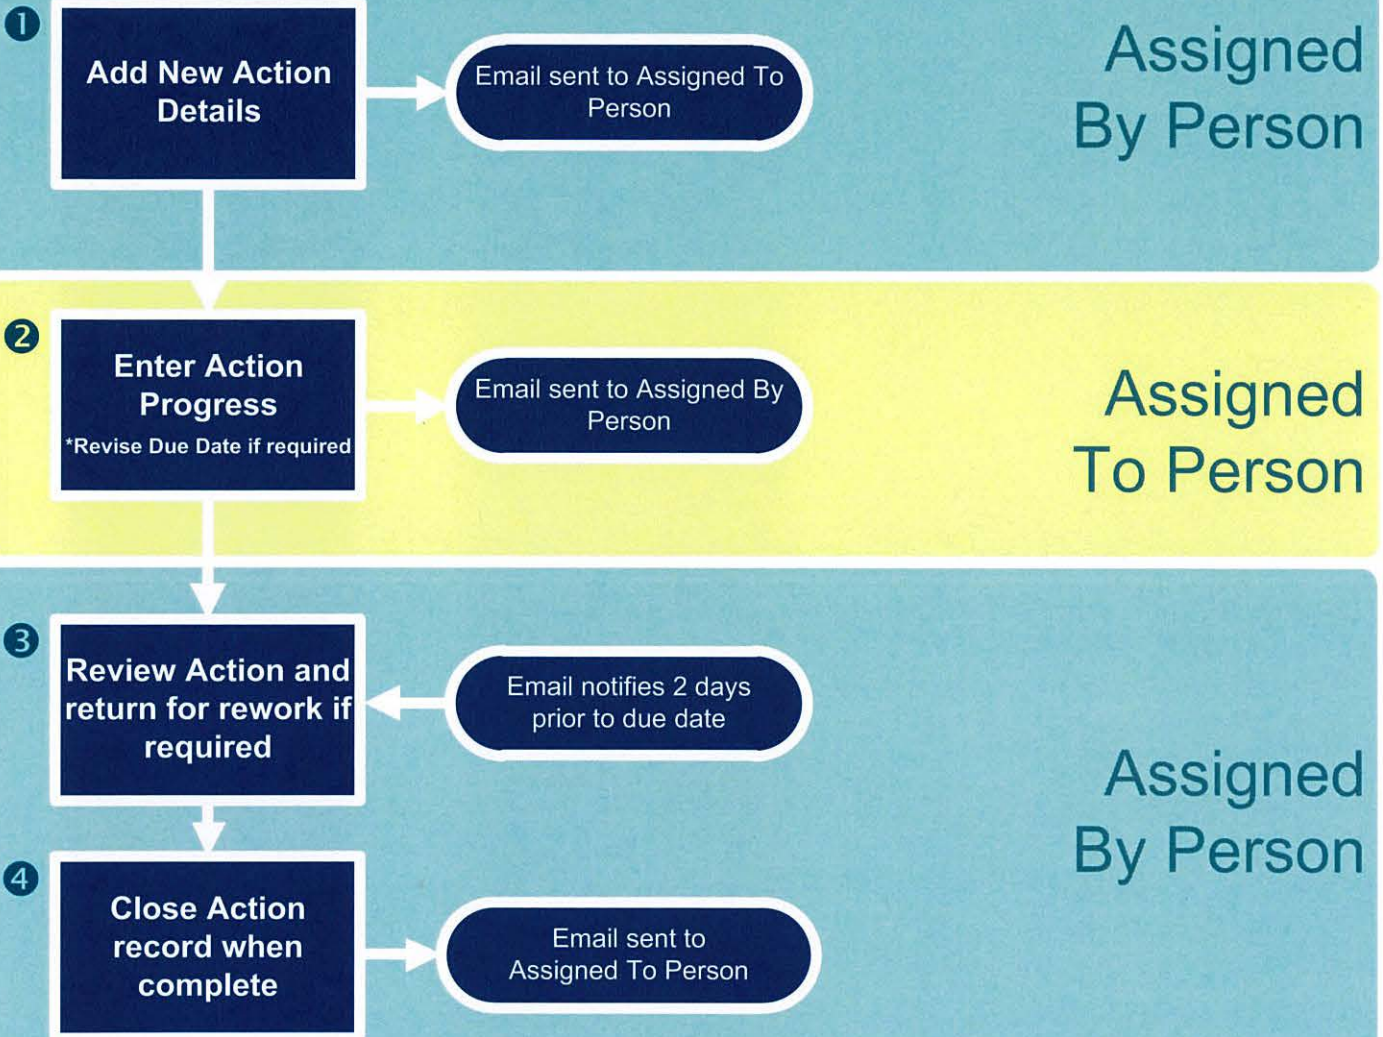 1
Add New Action
Details
Email sent to Assigned To
Person
Assigned
By Person
2
Enter Action
Progress
*Revise Due Date if required
Email sent to Assigned By
Person
Assigned
To Person
3
Review Action and
return for rework if
required
Email notifies 2 days
prior to due date
Assigned
By Person
4
Close Action
record when
complete
Email sent to
Assigned To Person